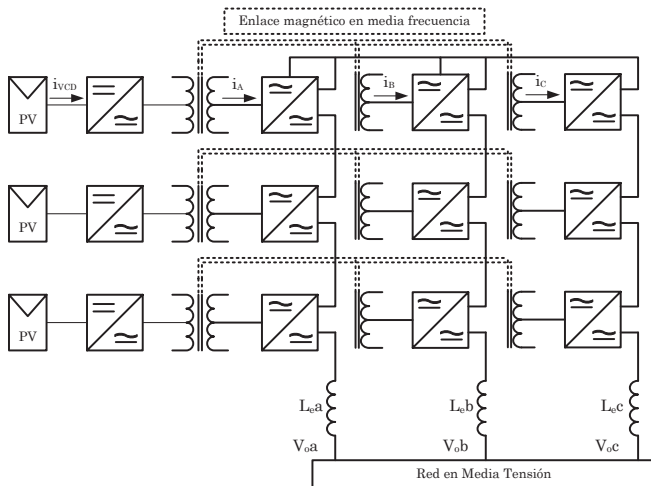 Enlace magnético en media frecuencia
i_VCD
i_A
i_B
i_C
PV
PV
PV
L_ea
L_eb
L_ec
V_oa
V_ob
V_oc
Red en Media Tensión